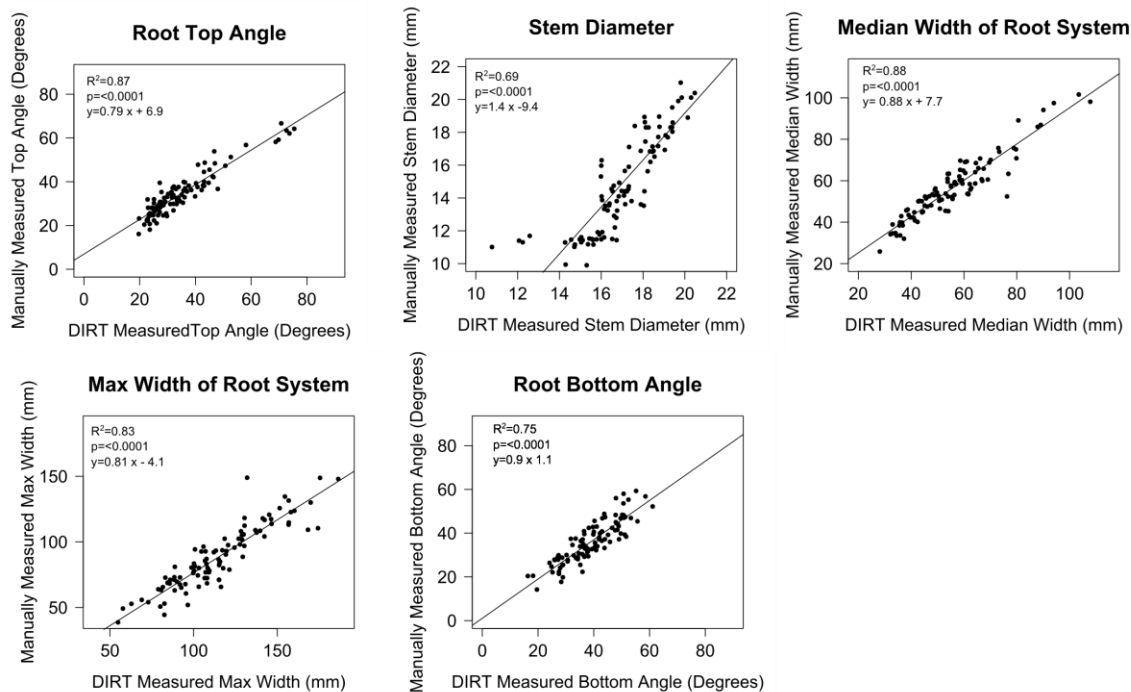 Root Top Angle
Manually Measured Top Angle (Degrees)
R²=0.87
p=<0.0001
y=0.79 x + 6.9
80
60
40
20
0
0 20 40 60 80
DIRT MeasuredTop Angle (Degrees)
Stem Diameter
Manually Measured Stem Diameter (mm)
R²=0.69
p=<0.0001
y=1.4 x -9.4
22
20
18
16
14
12
10
10 12 14 16 18 20 22
DIRT Measured Stem Diameter (mm)
Median Width of Root System
Manually Measured Median Width (mm)
R²=0.88
p=<0.0001
y= 0.88 x + 7.7
100
80
60
40
20
20 40 60 80 100
DIRT Measured Median Width (mm)
Max Width of Root System
Manually Measured Max Width (mm)
R²=0.83
p=<0.0001
y=0.81 x - 4.1
150
100
50
50 100 150
DIRT Measured Max Width (mm)
Root Bottom Angle
Manually Measured Bottom Angle (Degrees)
R²=0.75
p=<0.0001
y=0.9 x 1.1
80
60
40
20
0
0 20 40 60 80
DIRT Measured Bottom Angle (Degrees)